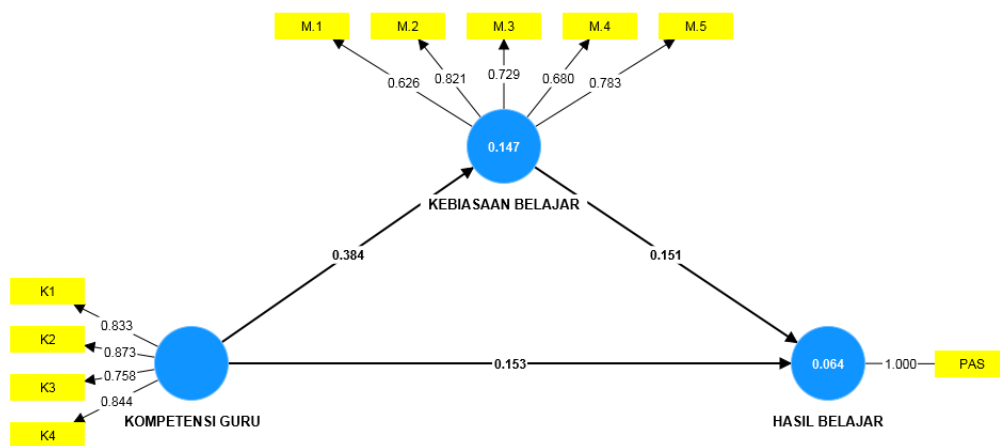 M.1
M.2
M.3
M.4
M.5
0.626
0.821
0.729
0.680
0.783
0.147
KEBIASAAN BELAJAR
0.384
0.151
K1
K2
K3
K4
0.833
0.873
0.758
0.844
KOMPETENSI GURU
0.153
0.064
HASIL BELAJAR
1.000
PAS